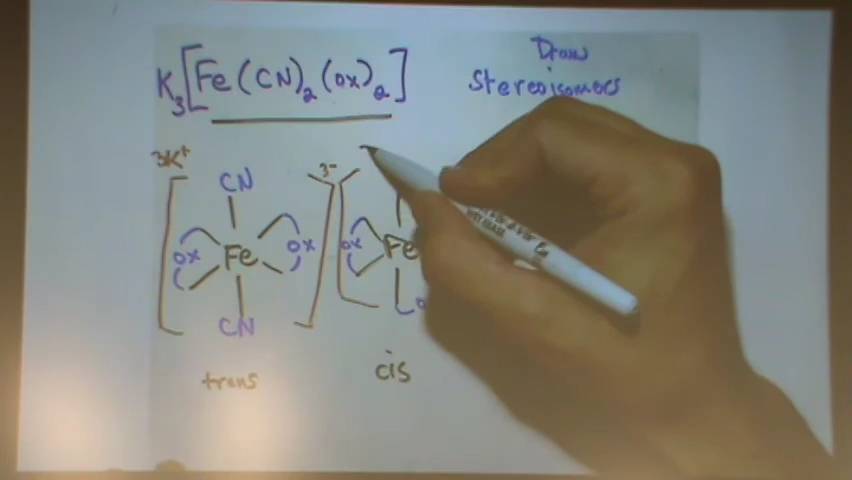 K3[Fe(CN)2(ox)2]
Draw
Stereoisomers
3K+
3-
CN
ox Fe ox
CN
trans
ox Fe
cis